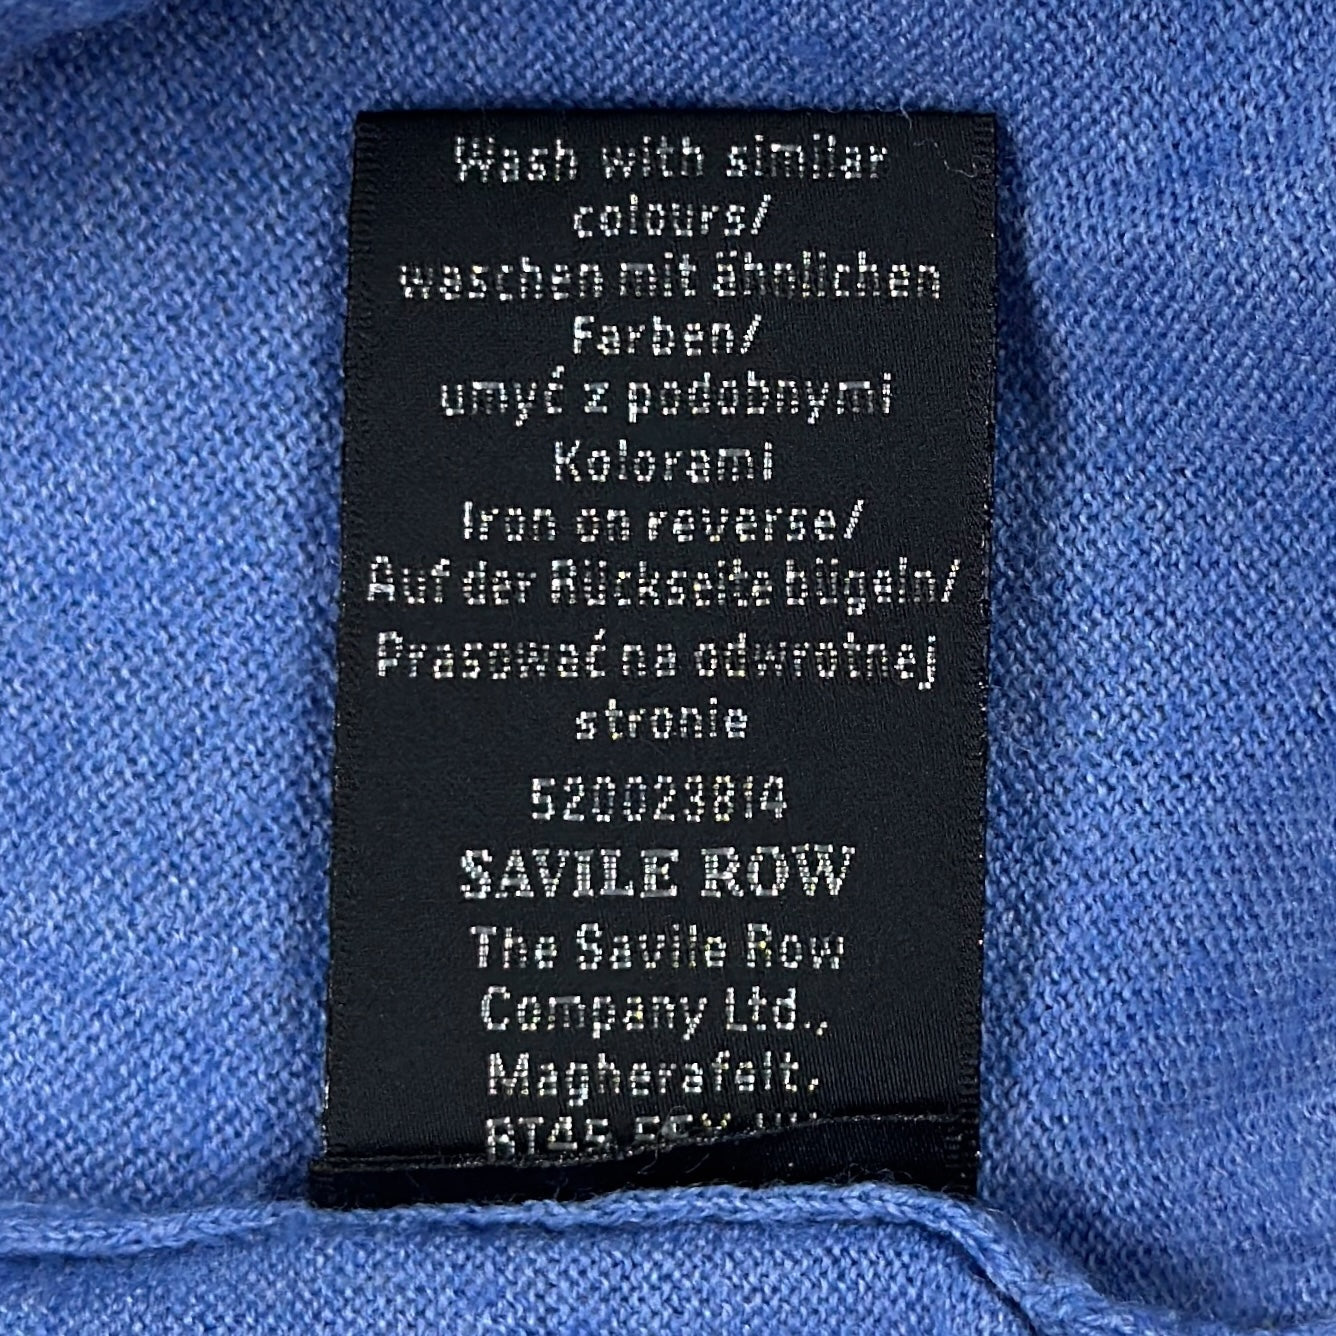 Wash with similar
colours/
waschen mit ähnlichen
Farben/
umyć z podobnymi
Kolorami
Iron on reverse/
Auf der Rückseite bügeln/
Prasować na odwrotnej
stronie
520023814
SAVILE ROW
The Savile Row
Company Ltd.,
Magherafelt,
BT45